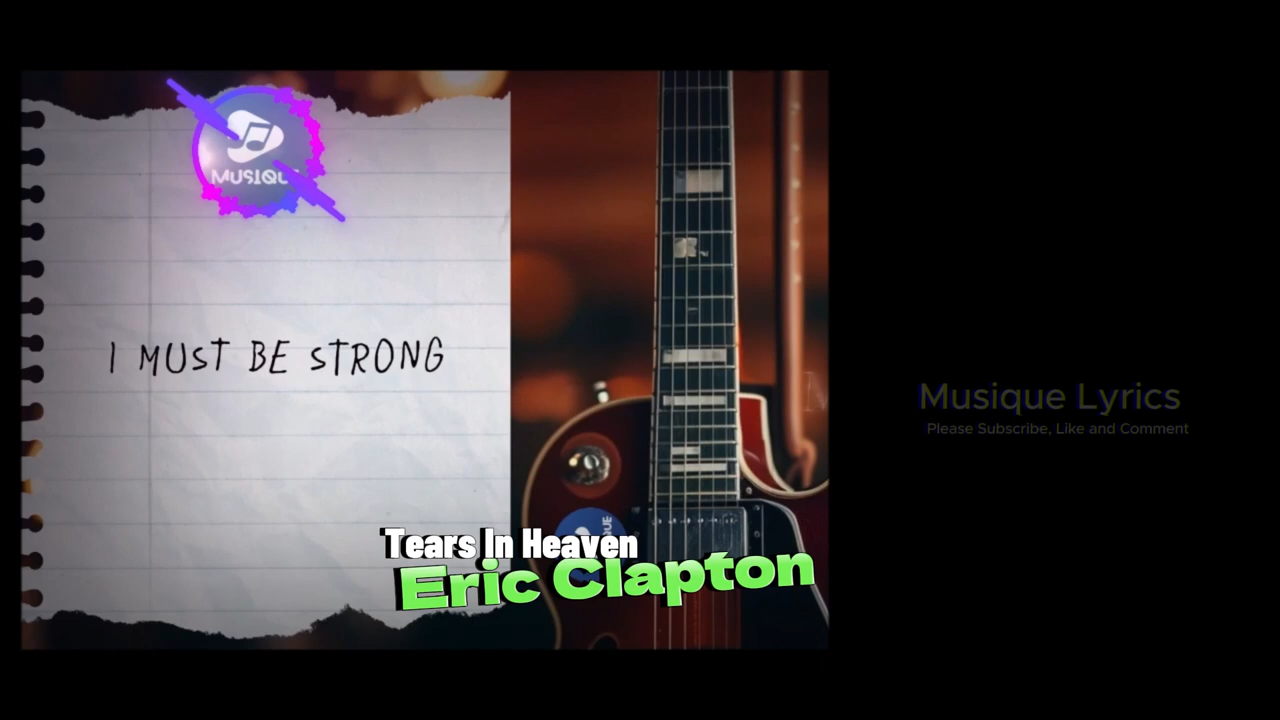 MUSIQUE
I MUST BE STRONG
Tears In Heaven
Eric Clapton
Musique Lyrics
Please Subscribe, Like and Comment